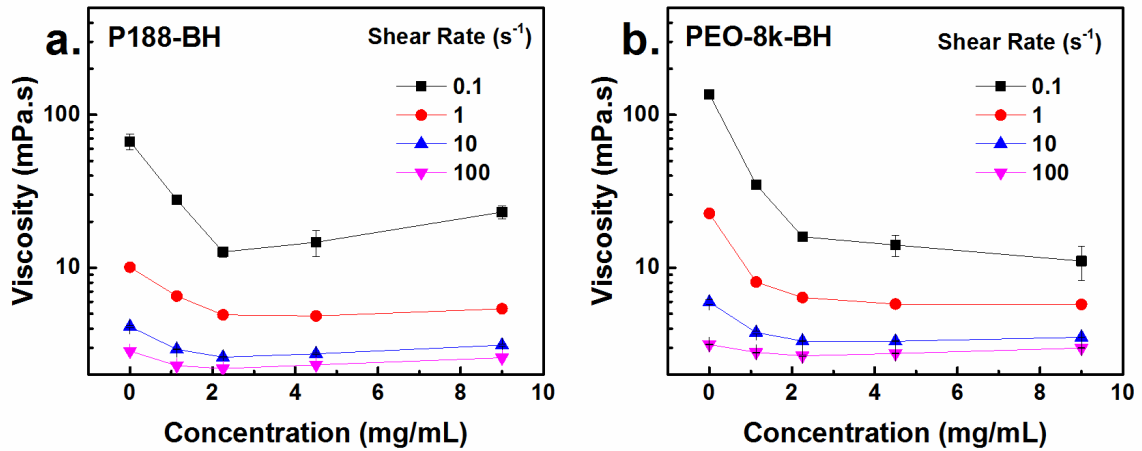 a. P188-BH
Shear Rate (s⁻¹)
0.1
1
10
100
Viscosity (mPa.s)
100
10
0 2 4 6 8 10
Concentration (mg/mL)
b. PEO-8k-BH
Shear Rate (s⁻¹)
0.1
1
10
100
Viscosity (mPa.s)
100
10
0 2 4 6 8 10
Concentration (mg/mL)